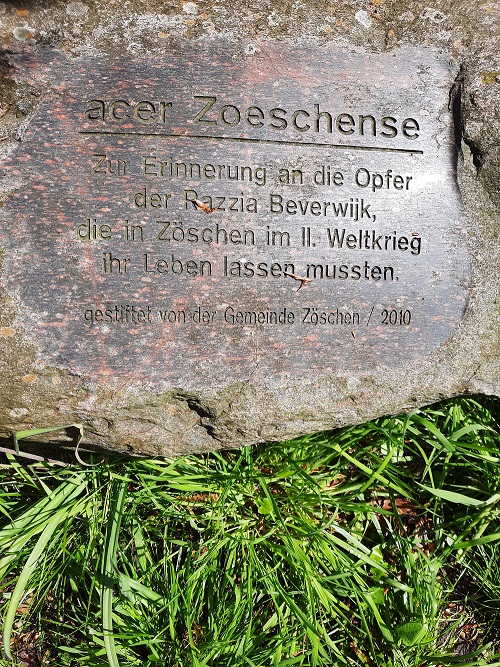 acer Zoeschense
Zur Erinnerung an die Opfer
der Razzia Beverwijk,
die in Zöschen im II. Weltkrieg
ihr Leben lassen mussten.
gestiftet von der Gemeinde Zöschen / 2010